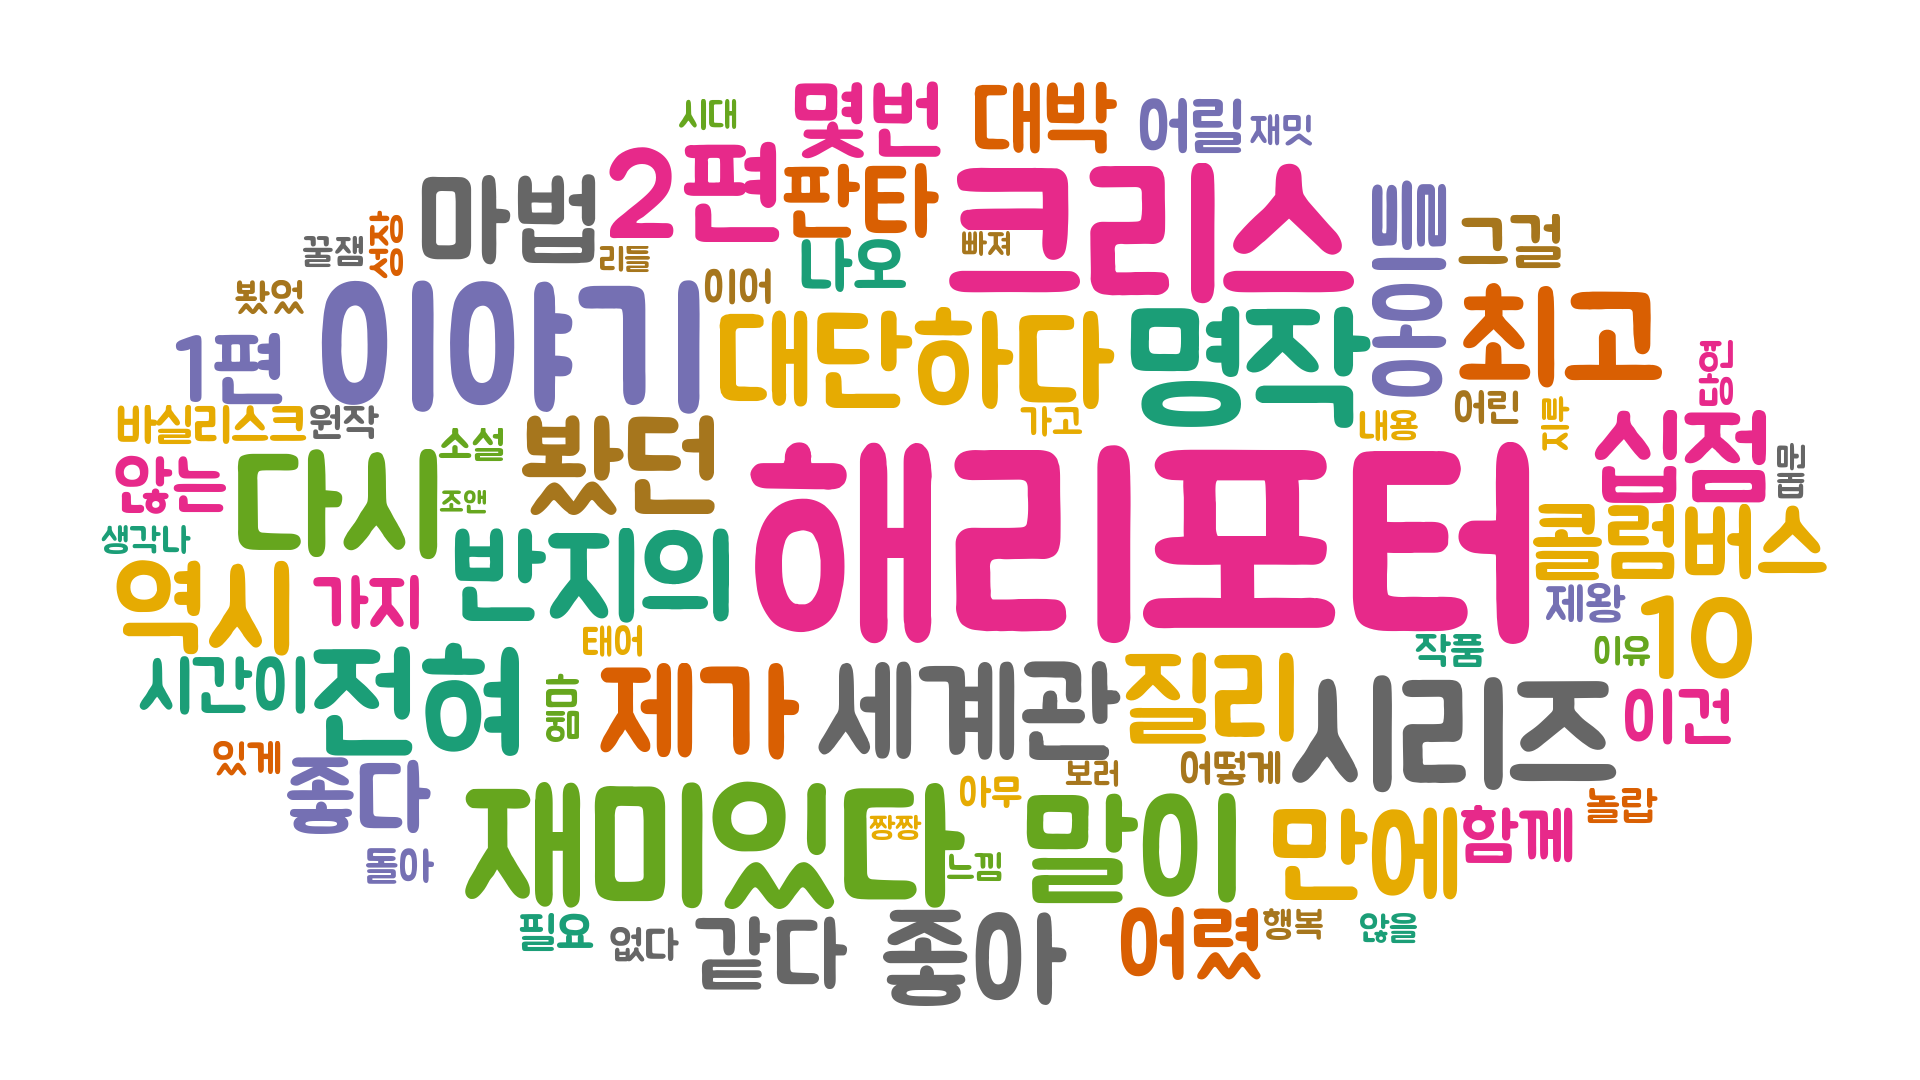 시대
몇번
대박
어릴
재밋
마법
2편
판타
크리스
그걸
꿀잼
성장
리들
나오
빠져
봤었
이야기
이어
대단하다
명작
최고
1편
바실리스크
원작
소설
봤던
가고
내용
어린
지루
당연
십점
않는
다시
조앤
해리포터
콜럼버스
생각나
역시
가지
반지의
제왕
10
태어
작품
이유
시간이
전혀
제가
세계관
질리
시리즈
이건
있게
좋다
재미있다
짱짱
아무
보러
어떻게
말이
만에
함께
놀랍
돌아
느낌
필요
없다
같다
좋아
어렸
행복
않을